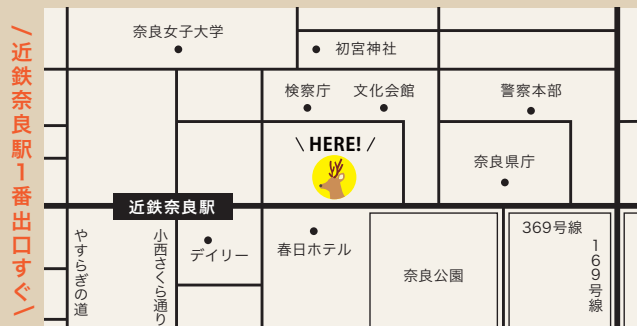 \近鉄奈良駅1番出口すぐ/
奈良女子大学
初宮神社
検察庁
文化会館
警察本部
\ HERE! /
奈良県庁
近鉄奈良駅
やすらぎの道
小西さくら通り
デイリー
春日ホテル
奈良公園
369号線
169号線